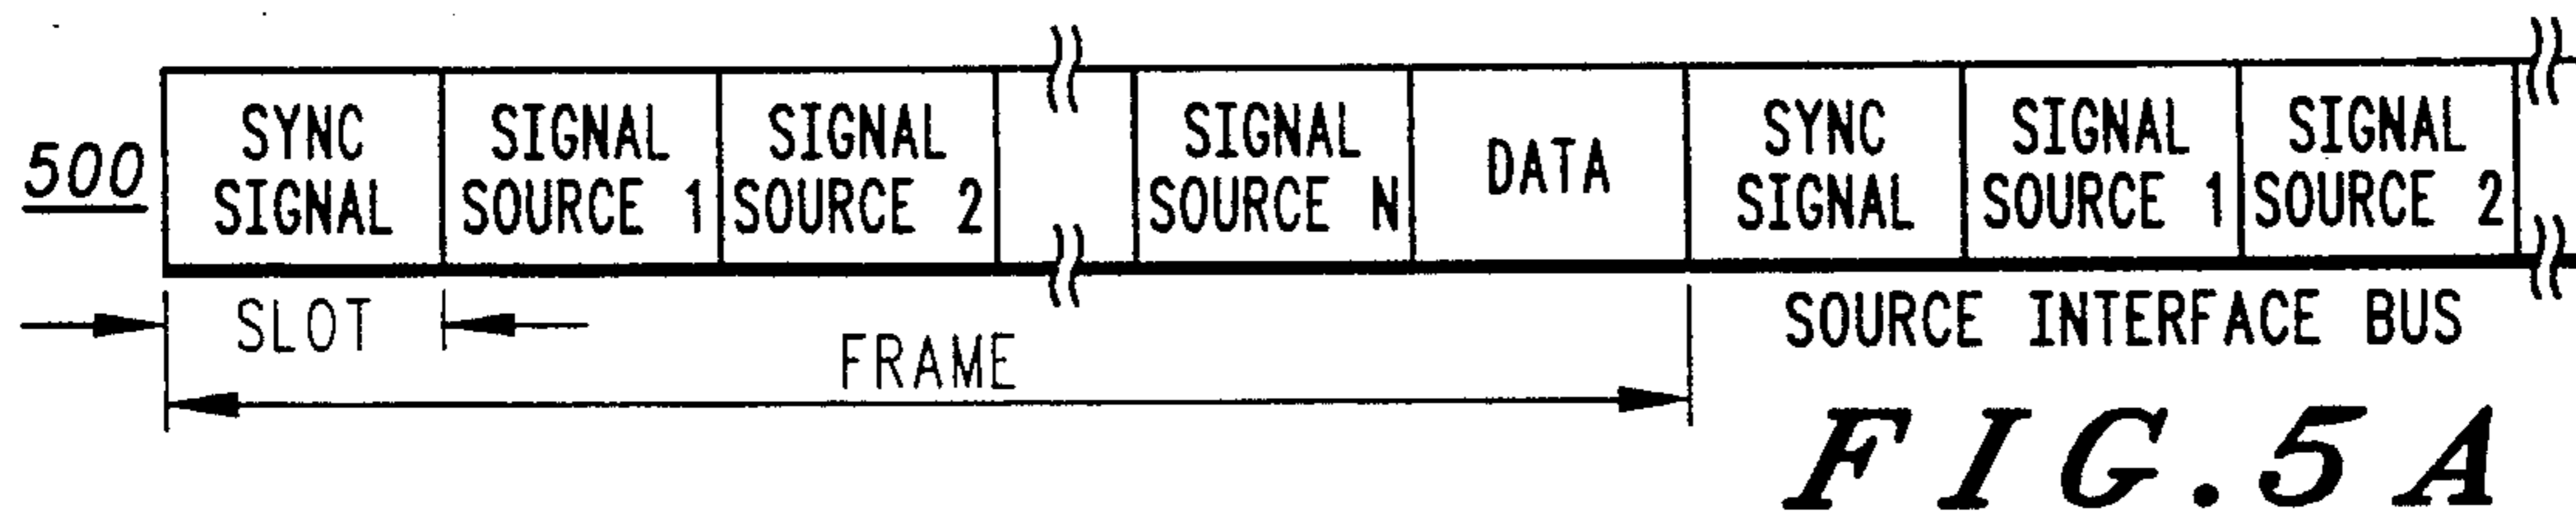 500
SYNC
SIGNAL
SIGNAL
SOURCE 1
SIGNAL
SOURCE 2
SIGNAL
SOURCE N
DATA
SYNC
SIGNAL
SIGNAL
SOURCE 1
SIGNAL
SOURCE 2
SLOT
FRAME
SOURCE INTERFACE BUS
FIG.5A